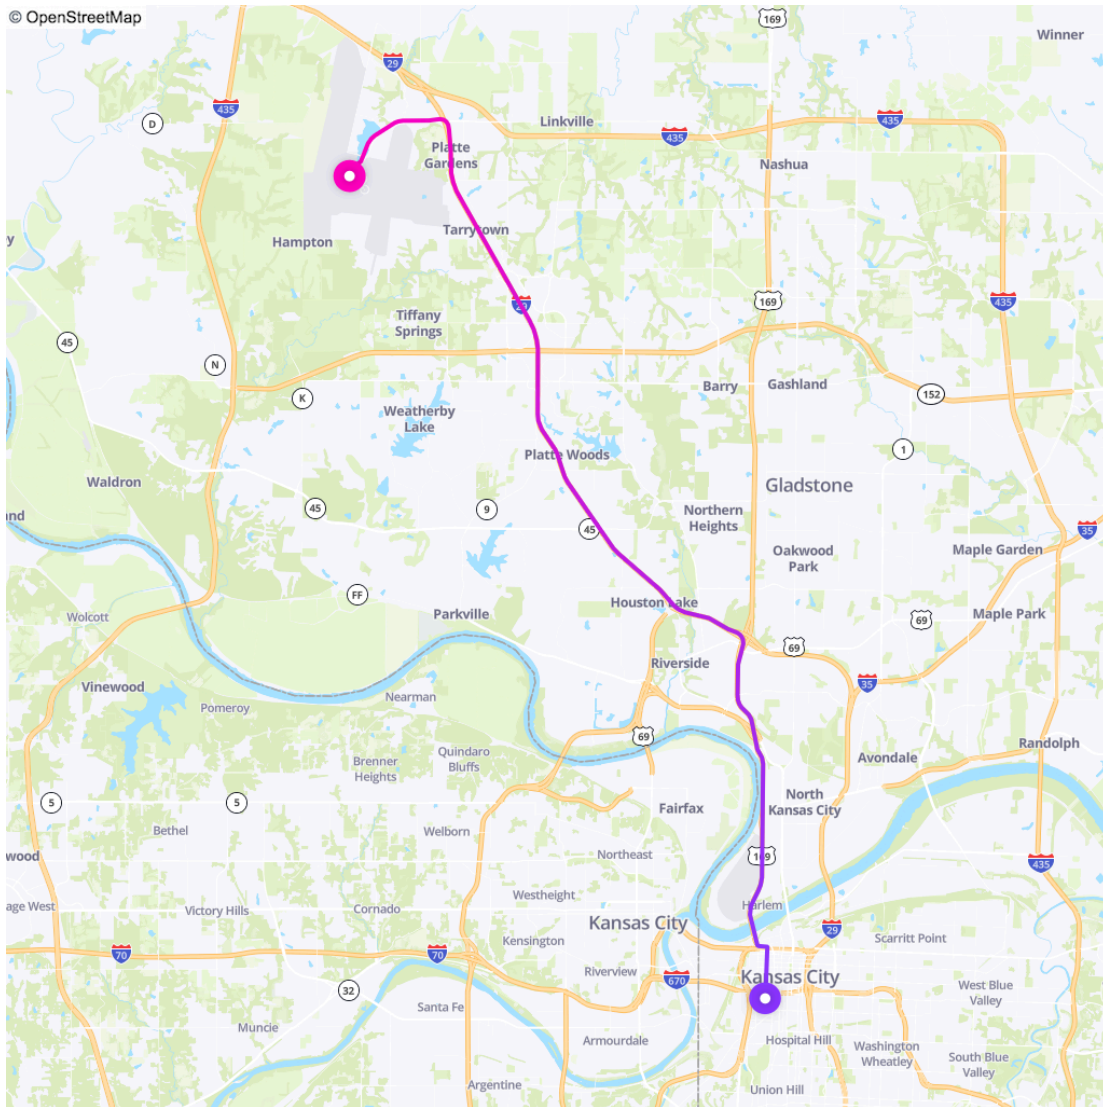 © OpenStreetMap
169
Winner
29
435
D
Linkville
435
435
Platte
Gardens
Nashua
Hampton
Tarrytown
169
435
Tiffany
Springs
45
N
K
Barry
Gashland
152
Weatherby
Lake
Platte Woods
1
Waldron
Gladstone
45
9
45
Northern
Heights
35
Oakwood
Park
Maple Garden
FF
Houston Lake
Wolcott
Parkville
69
Maple Park
69
Riverside
Vinewood
35
Nearman
Pomeroy
69
Quindaro
Bluffs
Randolph
Brenner
Heights
Avondale
5
5
North
Kansas City
Fairfax
Bethel
Welborn
wood
Northeast
169
435
Westheight
age West
Victory Hills
Cornado
Harlem
Kansas City
29
Kensington
Scarritt Point
70
70
Riverview
670
Kansas City
32
Santa Fe
West Blue
Valley
Muncie
Armourdale
Hospital Hill
Washington
Wheatley
South Blue
Valley
Argentine
Union Hill